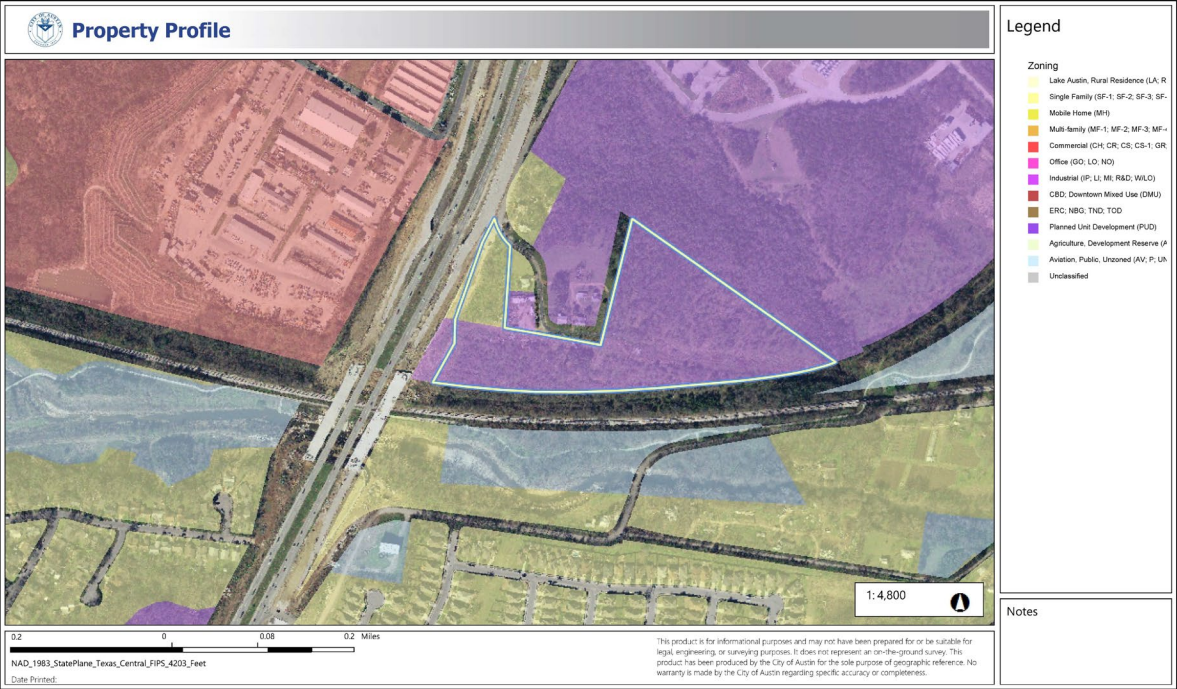 CITY OF AUSTIN
Property Profile
Legend
Zoning
Lake Austin, Rural Residence (LA; R
Single Family (SF-1; SF-2; SF-3; SF-
Mobile Home (MH)
Multi-family (MF-1; MF-2; MF-3; MF-4
Commercial (CH; CR; CS; CS-1; GR;
Office (GO; LO; NO)
Industrial (IP; LI; MI; R&D; W/LO)
CBD; Downtown Mixed Use (DMU)
ERC; NBG; TND; TOD
Planned Unit Development (PUD)
Agriculture, Development Reserve (A
Aviation, Public, Unzoned (AV; P; UN
Unclassified
1: 4,800
Notes
0.2 0 0.08 0.2 Miles
NAD_1983_StatePlane_Texas_Central_FIPS_4203_Feet
Date Printed:
This product is for informational purposes and may not have been prepared for or be suitable for
legal, engineering, or surveying purposes. It does not represent an on-the-ground survey. This
product has been produced by the City of Austin for the sole purpose of geographic reference. No
warranty is made by the City of Austin regarding specific accuracy or completeness.